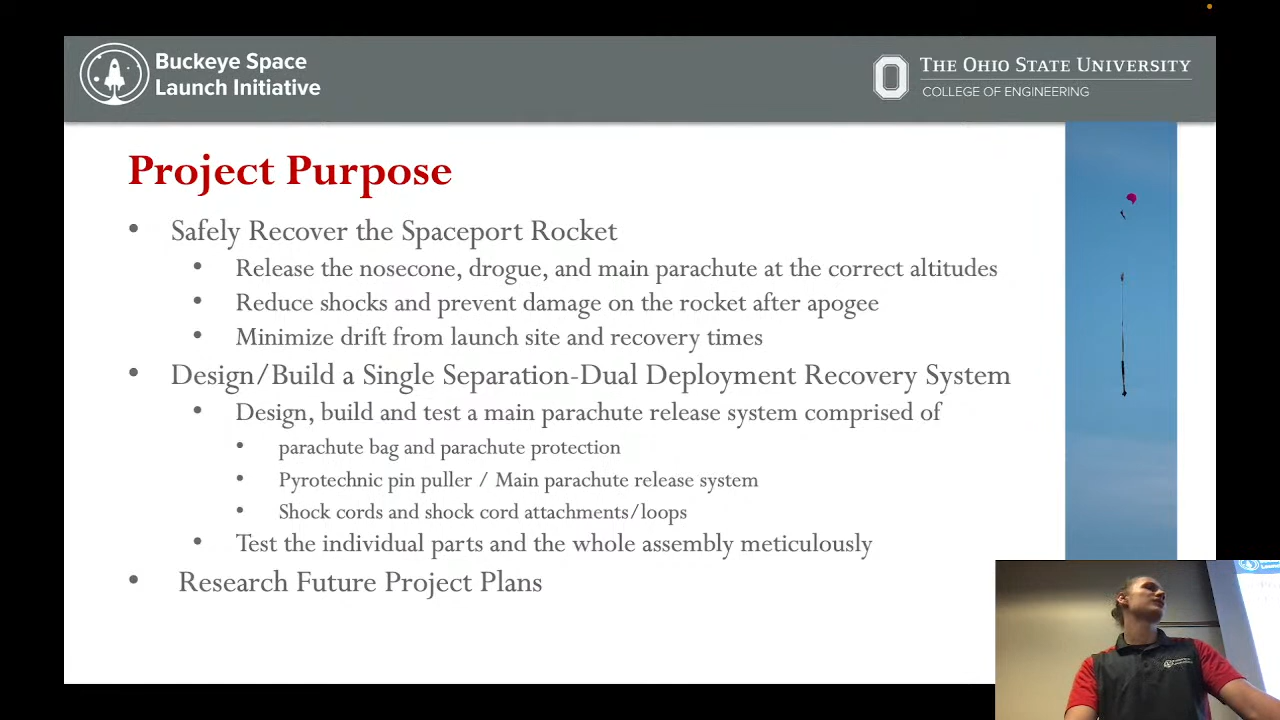 Buckeye Space
Launch Initiative
THE OHIO STATE UNIVERSITY
COLLEGE OF ENGINEERING
Project Purpose
• Safely Recover the Spaceport Rocket
• Release the nosecone, drogue, and main parachute at the correct altitudes
• Reduce shocks and prevent damage on the rocket after apogee
• Minimize drift from launch site and recovery times
• Design/Build a Single Separation-Dual Deployment Recovery System
• Design, build and test a main parachute release system comprised of
• parachute bag and parachute protection
• Pyrotechnic pin puller / Main parachute release system
• Shock cords and shock cord attachments/loops
• Test the individual parts and the whole assembly meticulously
• Research Future Project Plans